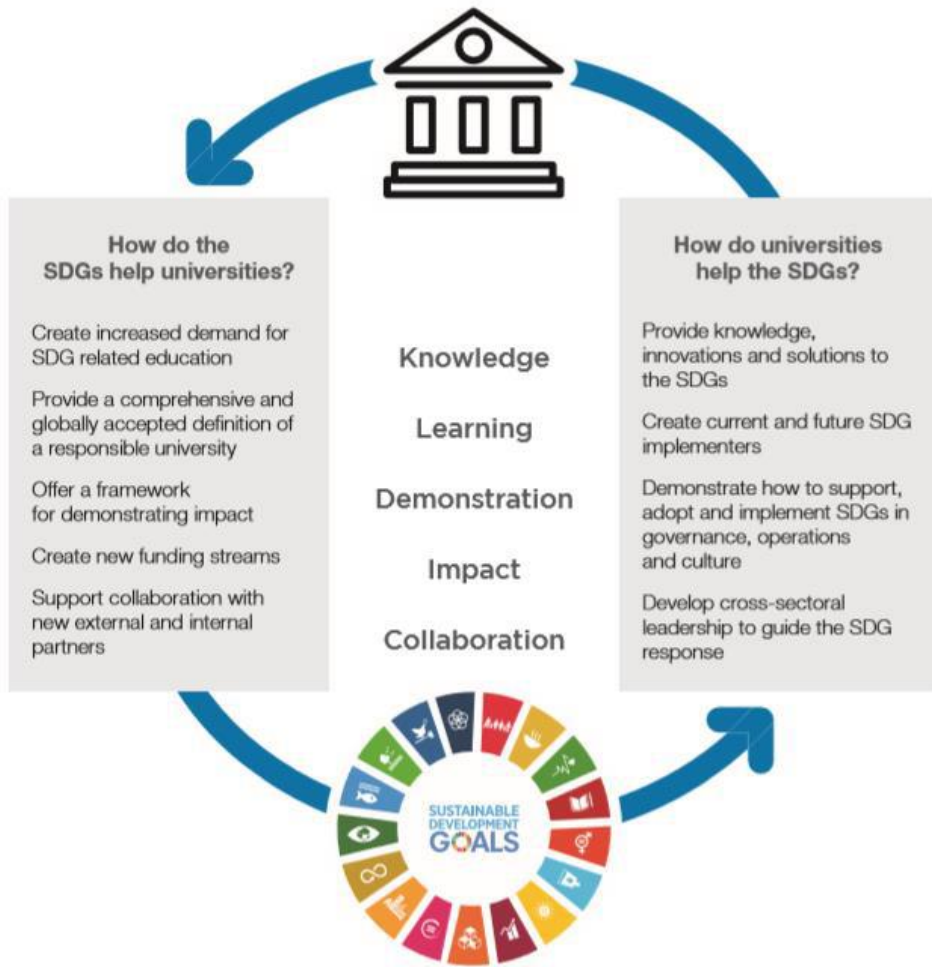 How do the
SDGs help universities?
Create increased demand for
SDG related education
Provide a comprehensive and
globally accepted definition of
a responsible university
Offer a framework
for demonstrating impact
Create new funding streams
Support collaboration with
new external and internal
partners
Knowledge
Learning
Demonstration
Impact
Collaboration
How do universities
help the SDGs?
Provide knowledge,
innovations and solutions to
the SDGs
Create current and future SDG
implementers
Demonstrate how to support,
adopt and implement SDGs in
governance, operations
and culture
Develop cross-sectoral
leadership to guide the SDG
response
SUSTAINABLE
DEVELOPMENT
GOALS